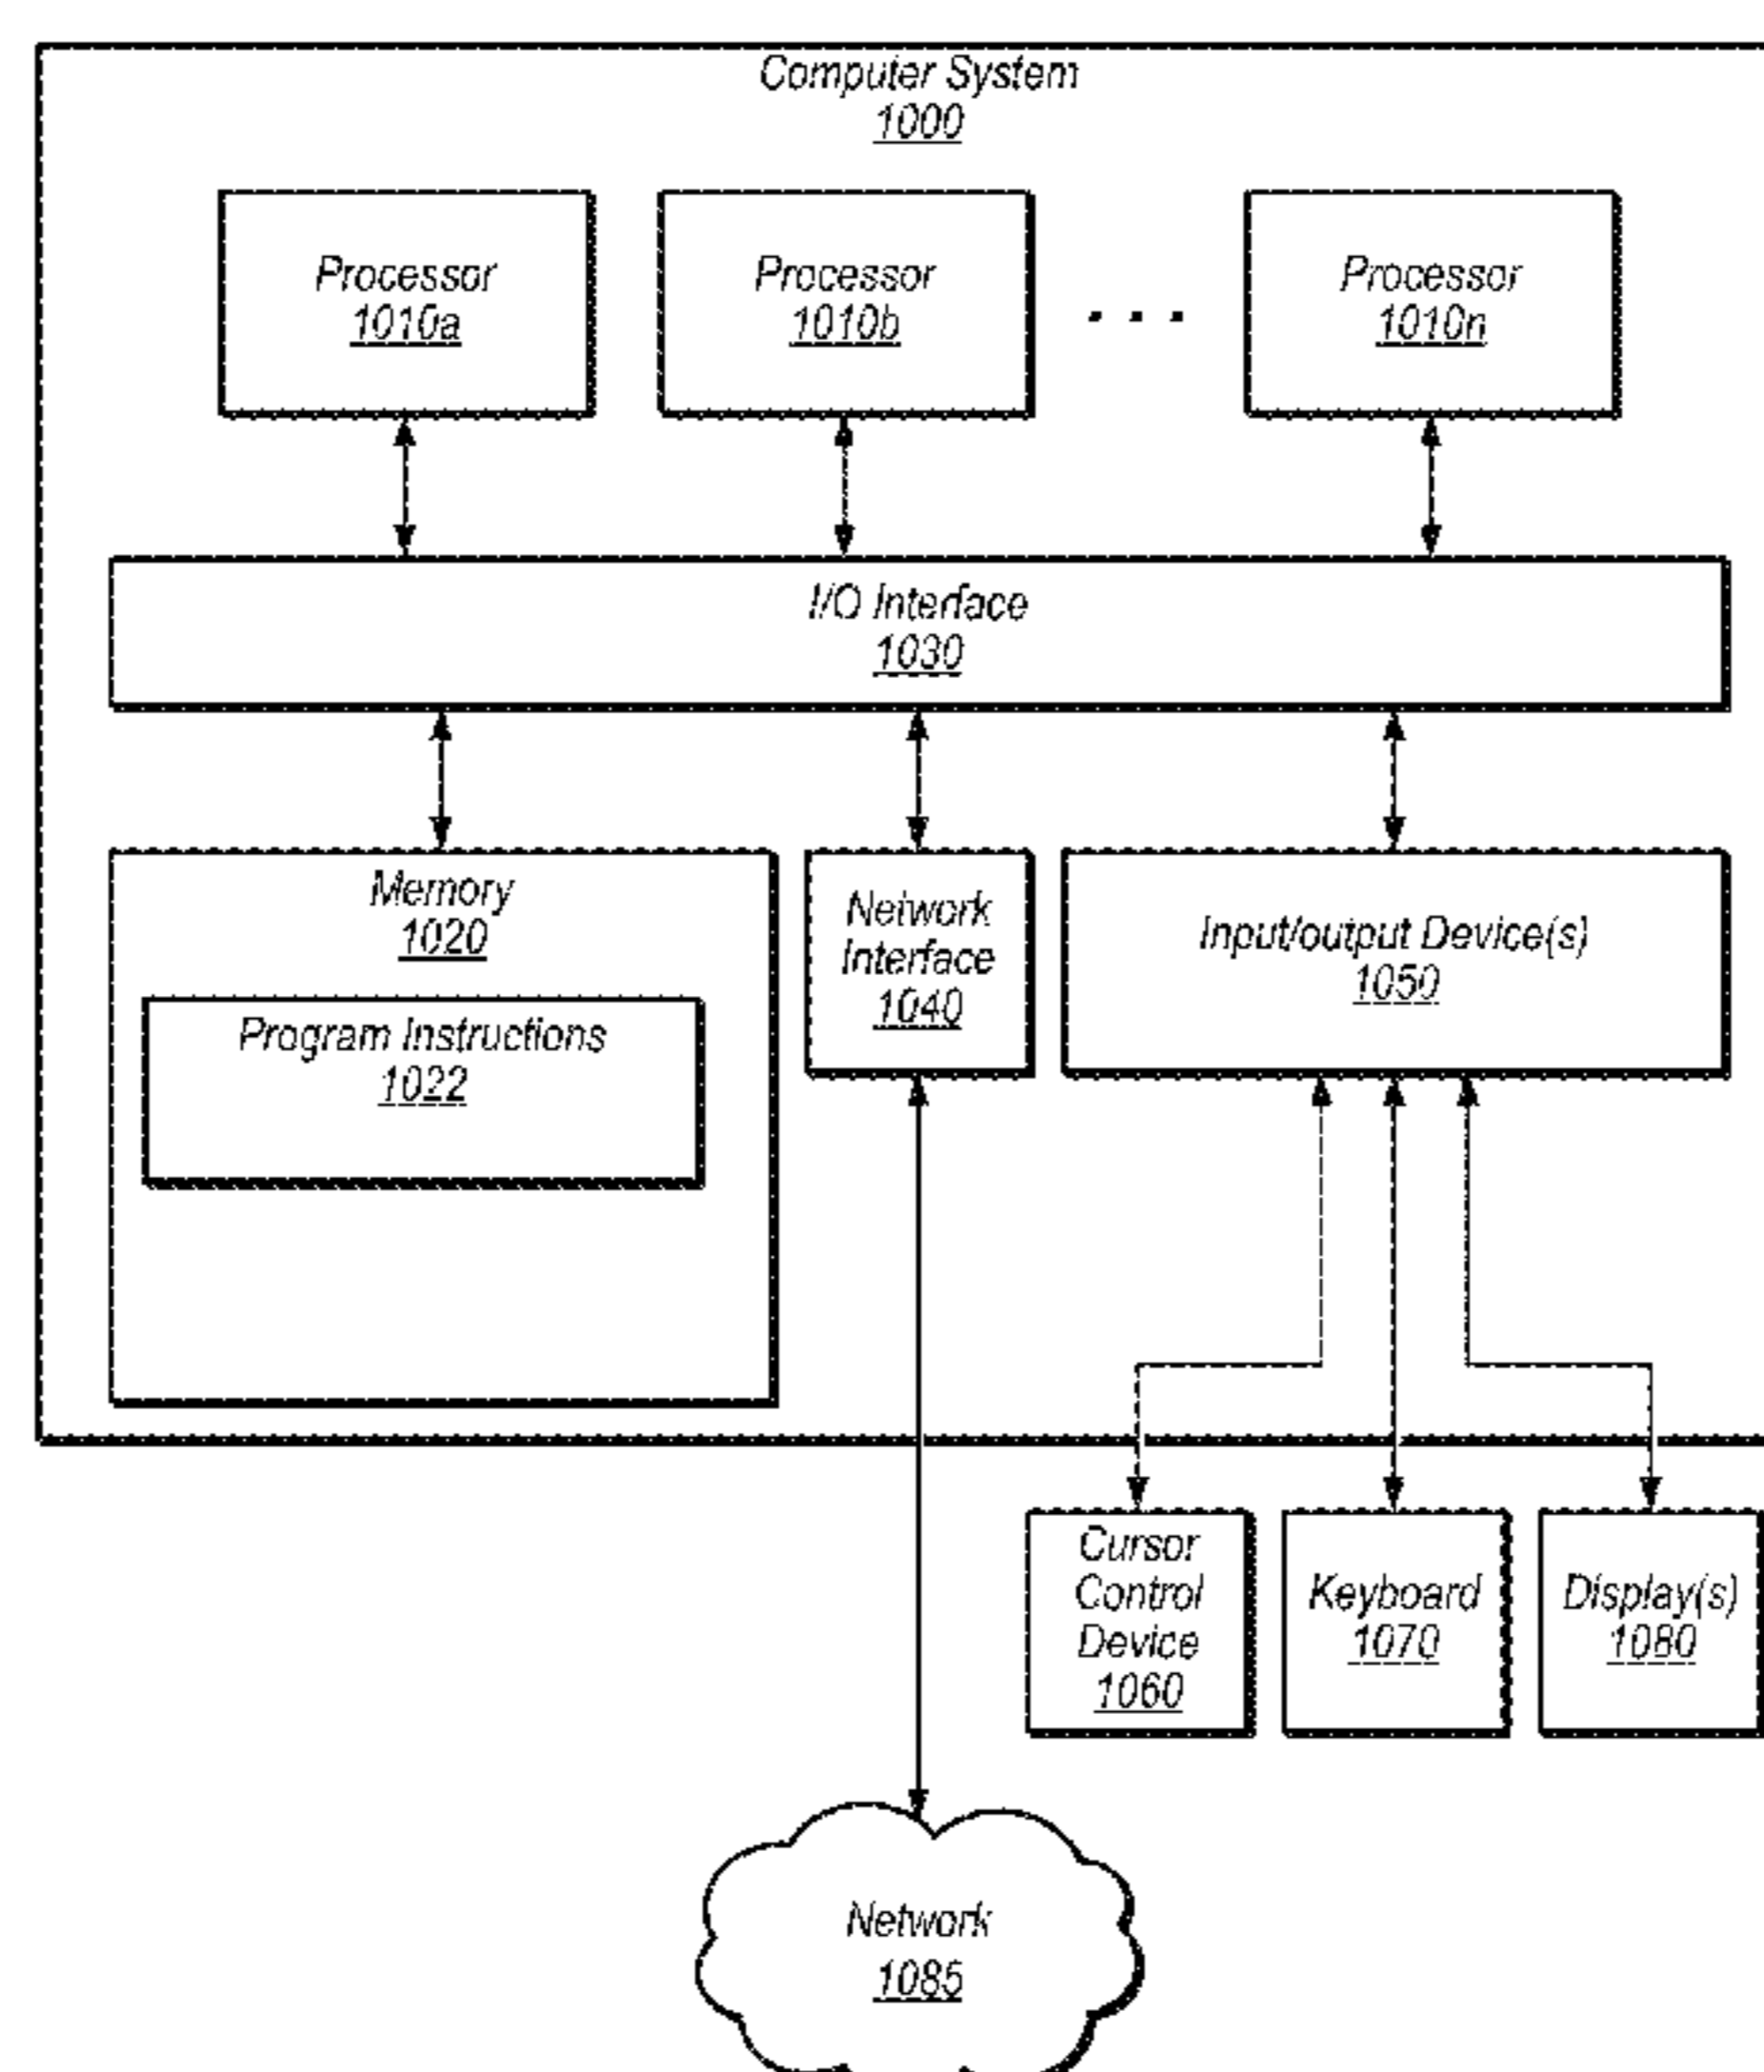 Computer System
1000
Processor
1010a
Processor
1010b
. . .
Processor
1010n
I/O Interface
1030
Memory
1020
Program Instructions
1022
Network
Interface
1040
Input/output Device(s)
1050
Cursor
Control
Device
1060
Keyboard
1070
Display(s)
1080
Network
1085